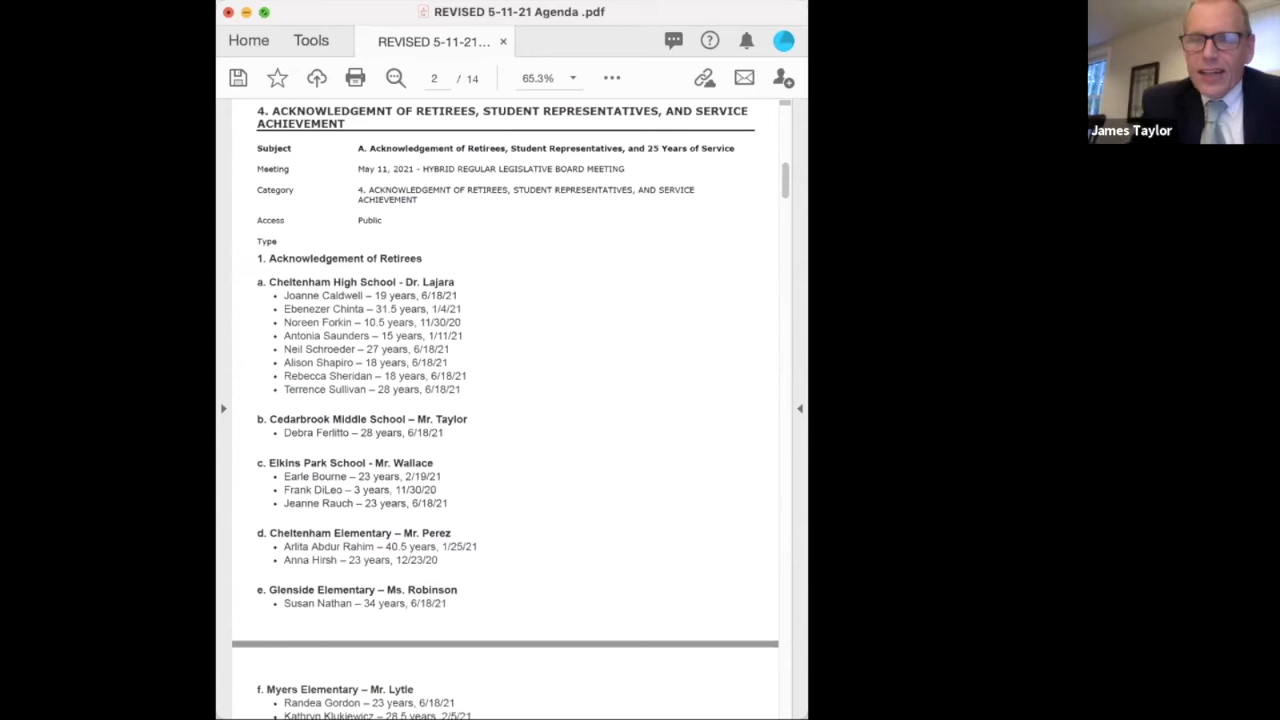 REVISED 5-11-21 Agenda .pdf
Home Tools REVISED 5-11-21... ×
2 / 14 65.3%
James Taylor
4. ACKNOWLEDGEMNT OF RETIREES, STUDENT REPRESENTATIVES, AND SERVICE
ACHIEVEMENT
Subject A. Acknowledgement of Retirees, Student Representatives, and 25 Years of Service
Meeting May 11, 2021 - HYBRID REGULAR LEGISLATIVE BOARD MEETING
Category 4. ACKNOWLEDGEMNT OF RETIREES, STUDENT REPRESENTATIVES, AND SERVICE
ACHIEVEMENT
Access Public
Type
1. Acknowledgement of Retirees
a. Cheltenham High School - Dr. Lajara
• Joanne Caldwell – 19 years, 6/18/21
• Ebenezer Chinta – 31.5 years, 1/4/21
• Noreen Forkin – 10.5 years, 11/30/20
• Antonia Saunders – 15 years, 1/11/21
• Neil Schroeder – 27 years, 6/18/21
• Alison Shapiro – 18 years, 6/18/21
• Rebecca Sheridan – 18 years, 6/18/21
• Terrence Sullivan – 28 years, 6/18/21
b. Cedarbrook Middle School – Mr. Taylor
• Debra Ferlitto – 28 years, 6/18/21
c. Elkins Park School - Mr. Wallace
• Earle Bourne – 23 years, 2/19/21
• Frank DiLeo – 3 years, 11/30/20
• Jeanne Rauch – 23 years, 6/18/21
d. Cheltenham Elementary – Mr. Perez
• Arlita Abdur Rahim – 40.5 years, 1/25/21
• Anna Hirsh – 23 years, 12/23/20
e. Glenside Elementary – Ms. Robinson
• Susan Nathan – 34 years, 6/18/21
f. Myers Elementary – Mr. Lytle
• Randea Gordon – 23 years, 6/18/21
• Kathryn Klukiewicz – 28.5 years, 2/5/21